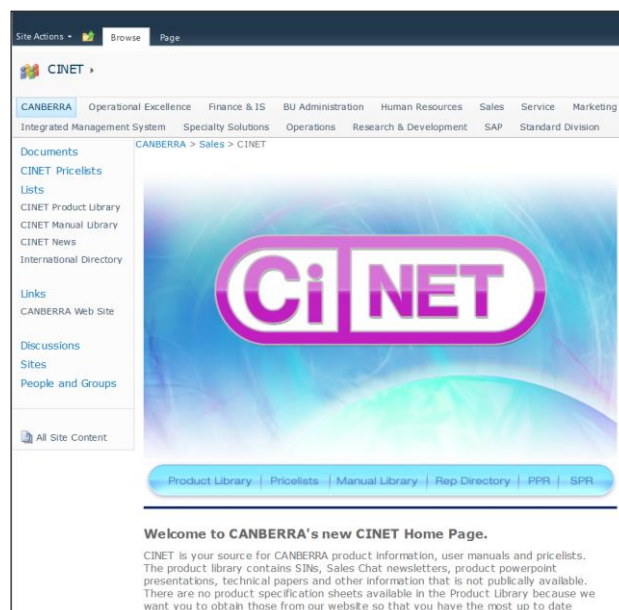 Site Actions Browse Page
CINET
CANBERRA Operational Excellence Finance & IS BU Administration Human Resources Sales Service Marketing
Integrated Management System Specialty Solutions Operations Research & Development SAP Standard Division
CANBERRA > Sales > CINET
Documents
CINET Pricelists
Lists
CINET Product Library
CINET Manual Library
CINET News
International Directory
Links
CANBERRA Web Site
Discussions
Sites
People and Groups
All Site Content
Ci NET
Product Library | Pricelists | Manual Library | Rep Directory | PPR | SPR
Welcome to CANBERRA's new CINET Home Page.
CINET is your source for CANBERRA product information, user manuals and pricelists.
The product library contains SINs, Sales Chat newsletters, product powerpoint
presentations, technical papers and other information that is not publically available.
There are no product specification sheets available in the Product Library because we
want you to obtain those from our website so that you have the most up to date